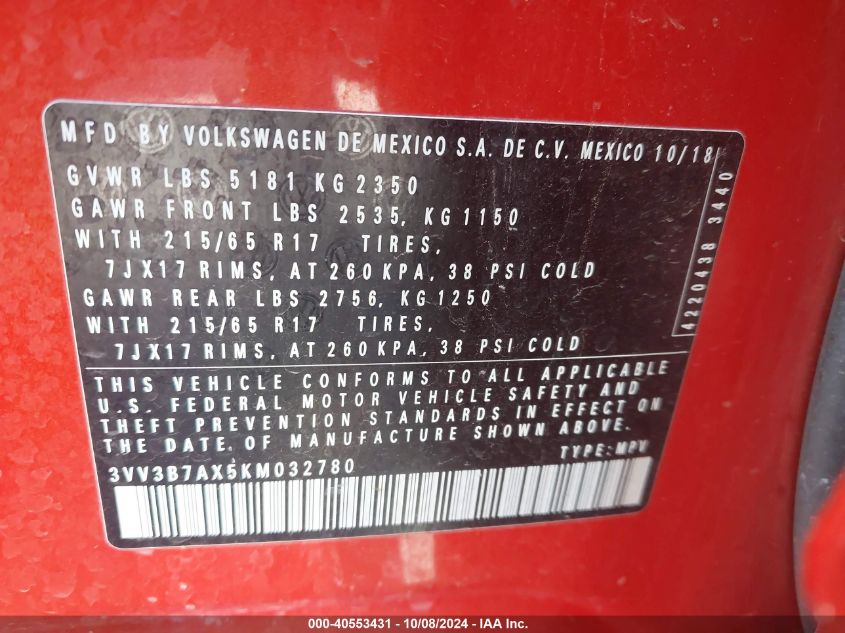 MFD BY VOLKSWAGEN DE MEXICO S.A. DE C.V. MEXICO 10/18
GVWR LBS 5181 KG 2350
GAWR FRONT LBS 2535, KG 1150
WITH 215/65 R17 TIRES,
7JX17 RIMS, AT 260 KPA, 38 PSI COLD
GAWR REAR LBS 2756, KG 1250
WITH 215/65 R17 TIRES,
7JX17 RIMS, AT 260 KPA, 38 PSI COLD
4220438 3440
THIS VEHICLE CONFORMS TO ALL APPLICABLE
U.S. FEDERAL MOTOR VEHICLE SAFETY AND
THEFT PREVENTION STANDARDS IN EFFECT ON
THE DATE OF MANUFACTURE SHOWN ABOVE.
TYPE: MPV
3VV3B7AX5KM032780
000-40553431 - 10/08/2024 - IAA Inc.